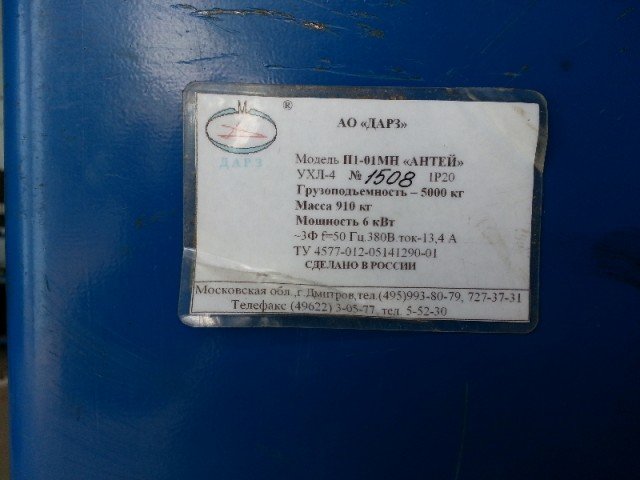 М ®
ДАРЗ
АО «ДАРЗ»
Модель П1-01МН «АНТЕЙ»
УХЛ-4 № 1508 1Р20
Грузоподъемность – 5000 кг
Масса 910 кг
Мощность 6 кВт
~3Ф f=50 Гц 380В ток-13,4 А
ТУ 4577-012-05141290-01
СДЕЛАНО В РОССИИ
Московская обл .,г.Дмитров,тел.(495)993-80-79, 727-37-31
Телефакс (49622) 3-05-77, тел. 5-52-30